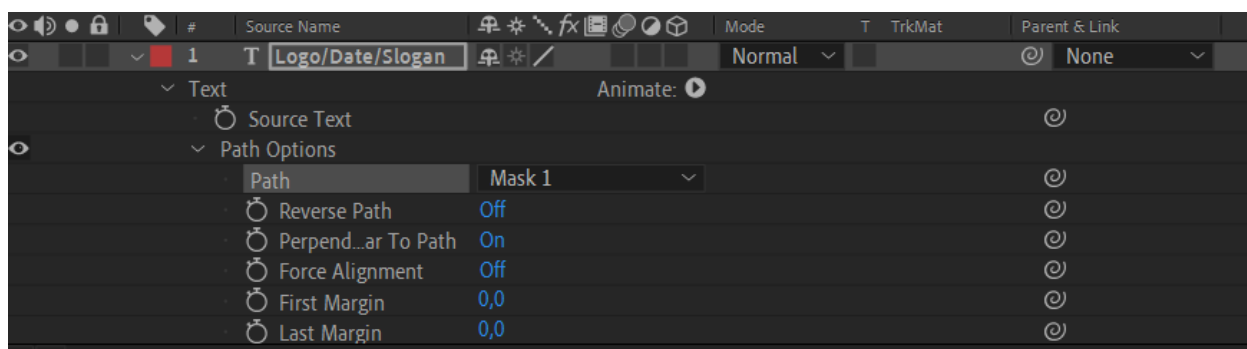 # Source Name fx Mode T TrkMat Parent & Link
1 T Logo/Date/Slogan Normal None
Text Animate:
Source Text
Path Options
Path Mask 1
Reverse Path Off
Perpend...ar To Path On
Force Alignment Off
First Margin 0,0
Last Margin 0,0